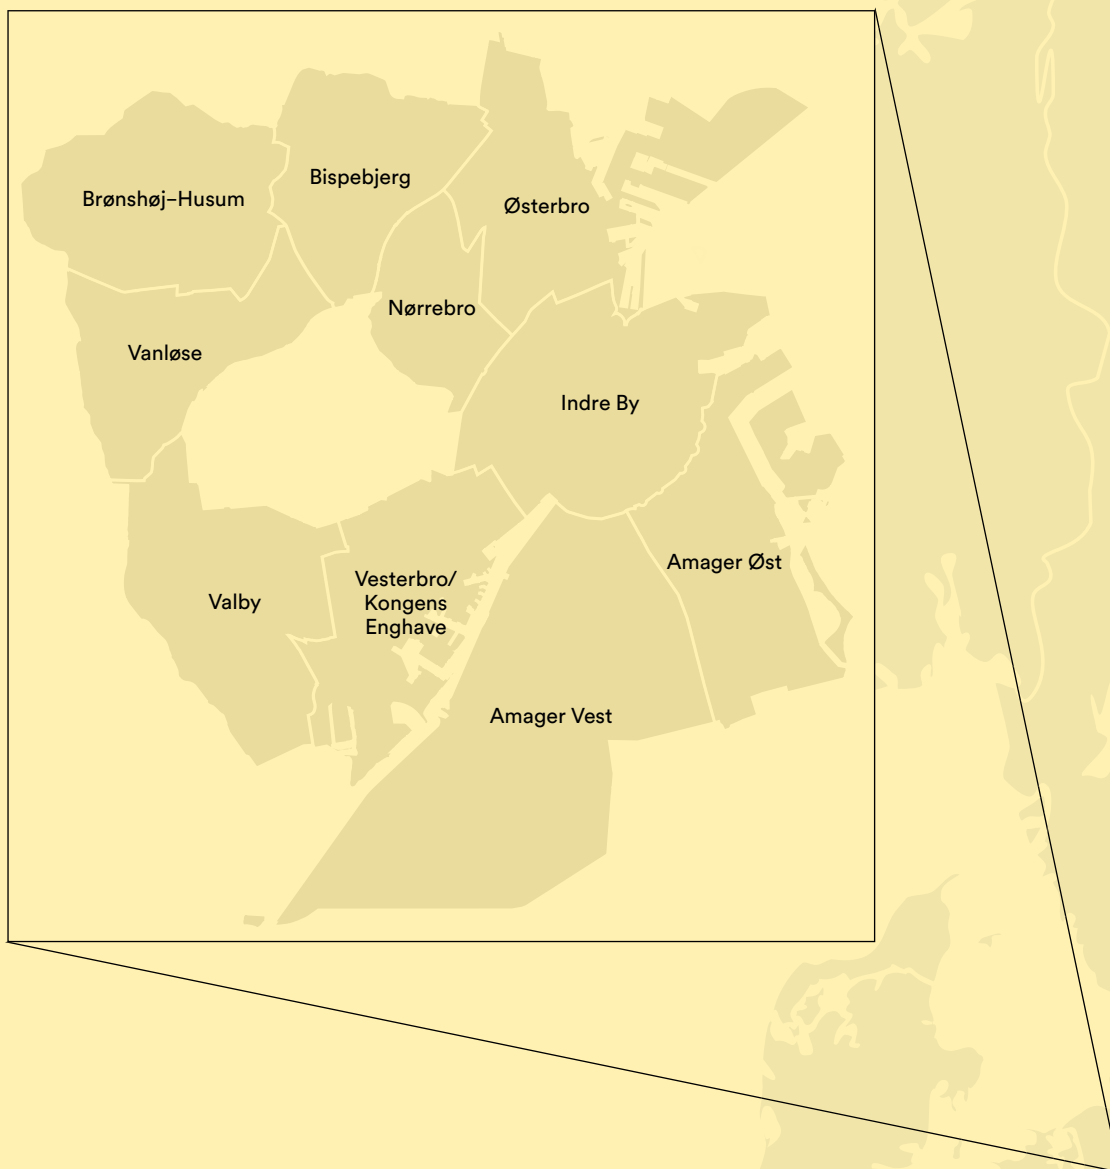 Bispebjerg
Brønshøj–Husum
Østerbro
Nørrebro
Vanløse
Indre By
Amager Øst
Vesterbro/
Kongens
Enghave
Valby
Amager Vest